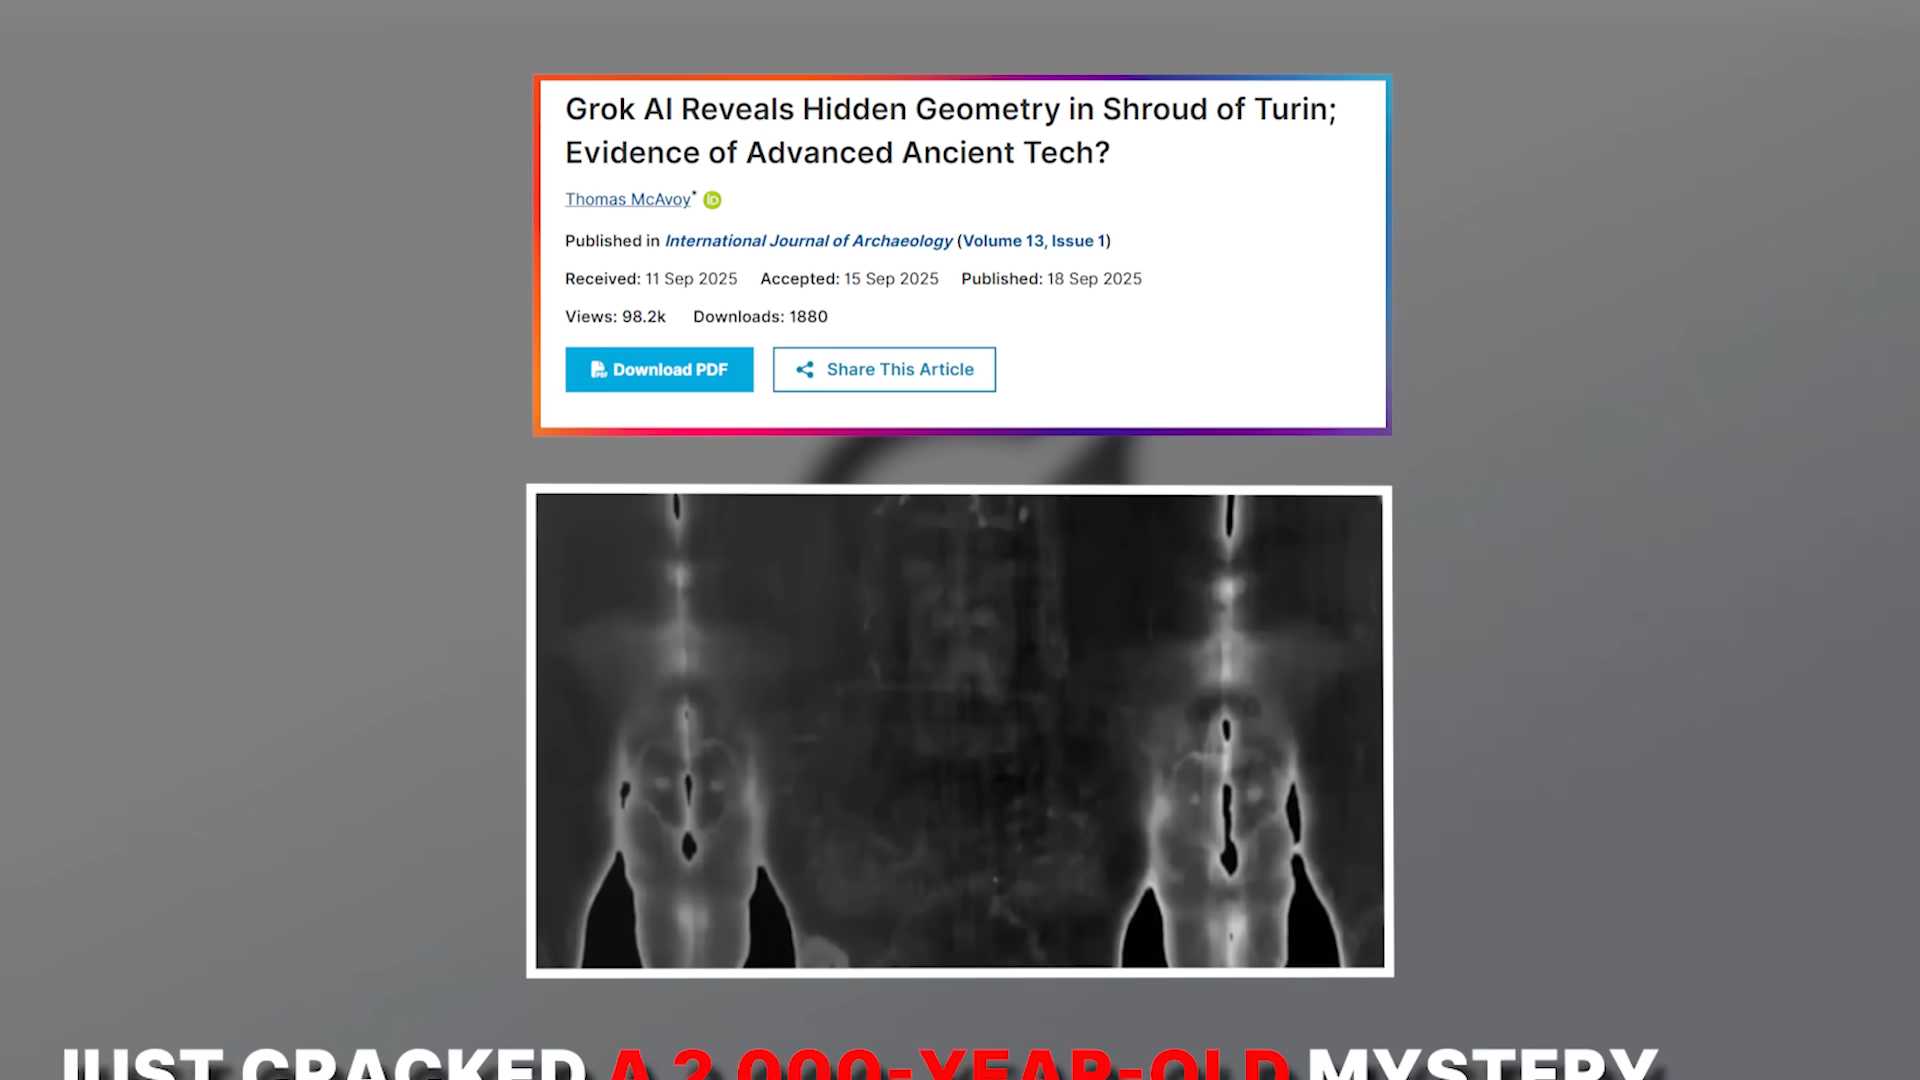 Grok AI Reveals Hidden Geometry in Shroud of Turin;
Evidence of Advanced Ancient Tech?
Thomas McAvoy* iD
Published in International Journal of Archaeology (Volume 13, Issue 1)
Received: 11 Sep 2025 Accepted: 15 Sep 2025 Published: 18 Sep 2025
Views: 98.2k Downloads: 1880
Download PDF Share This Article
JUST CRACKED A 2,000-YEAR-OLD MYSTERY